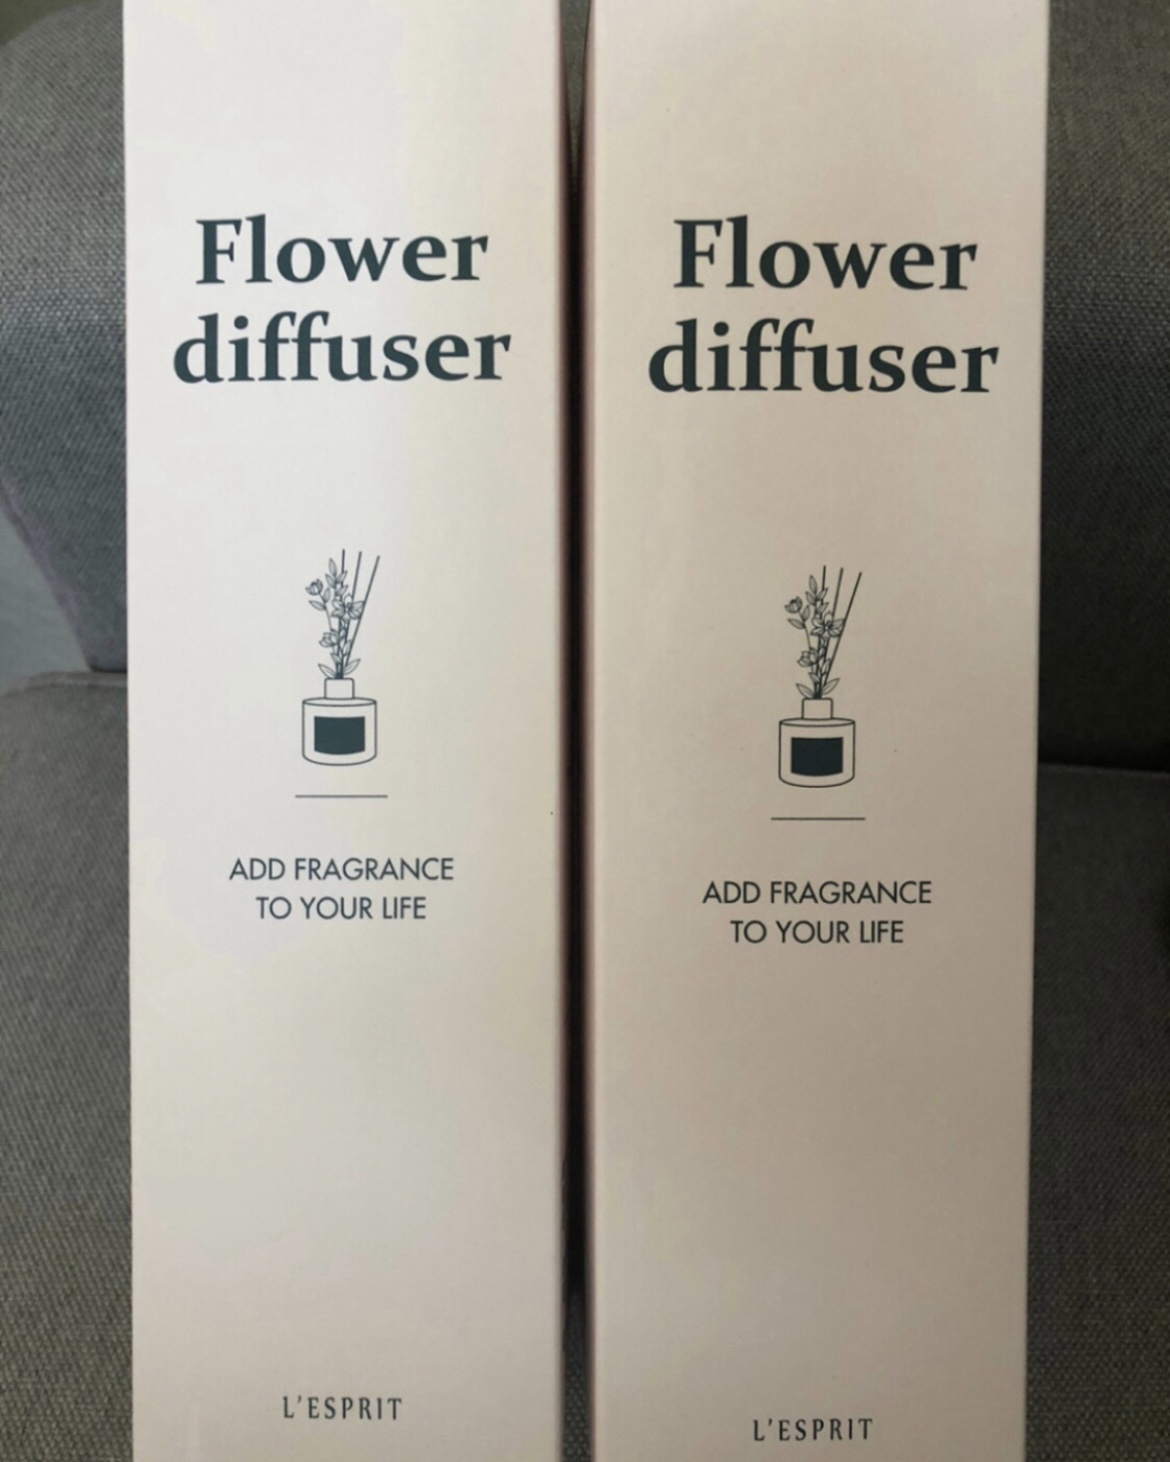 Flower
diffuser
ADD FRAGRANCE
TO YOUR LIFE
L'ESPRIT
Flower
diffuser
ADD FRAGRANCE
TO YOUR LIFE
L'ESPRIT